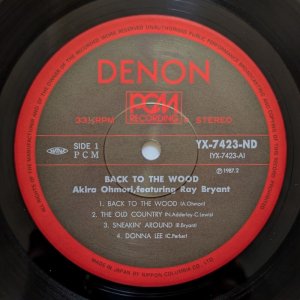 DENON
PCM
RECORDING
33⅓RPM
STEREO
YX-7423-ND
(YX-7423-A)
SIDE 1
PCM
℗1987.2
BACK TO THE WOOD
Akira Ohmori, featuring Ray Bryant
1. BACK TO THE WOOD (A.Ohmori)
2. THE OLD COUNTRY (N.Adderley-C.Lewis)
3. SNEAKIN' AROUND (R.Bryant)
4. DONNA LEE (C.Parker)
MADE IN JAPAN BY NIPPON COLUMBIA CO., LTD.